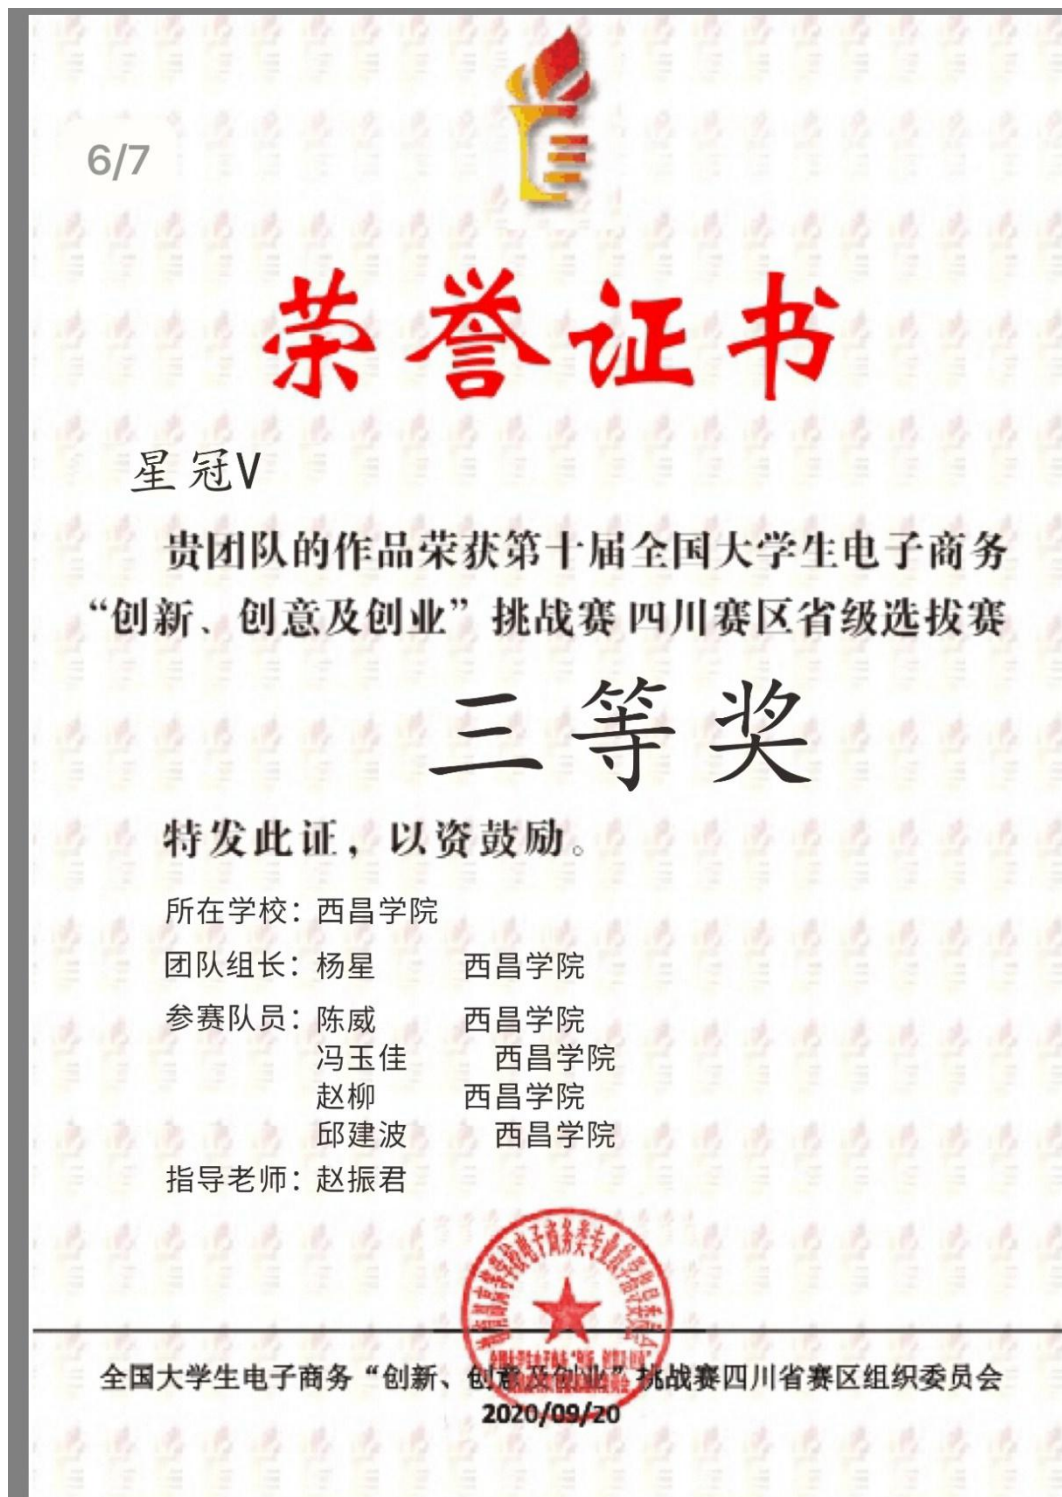 6/7
荣誉证书
星冠V
贵团队的作品荣获第十届全国大学生电子商务
“创新、创意及创业”挑战赛 四川赛区省级选拔赛
三等奖
特发此证，以资鼓励。
所在学校：西昌学院
团队组长：杨星 西昌学院
参赛队员：陈威 西昌学院
冯玉佳 西昌学院
赵柳 西昌学院
邱建波 西昌学院
指导老师：赵振君
全国大学生电子商务“创新、创意及创业”挑战赛四川省赛区组织委员会
2020/09/20